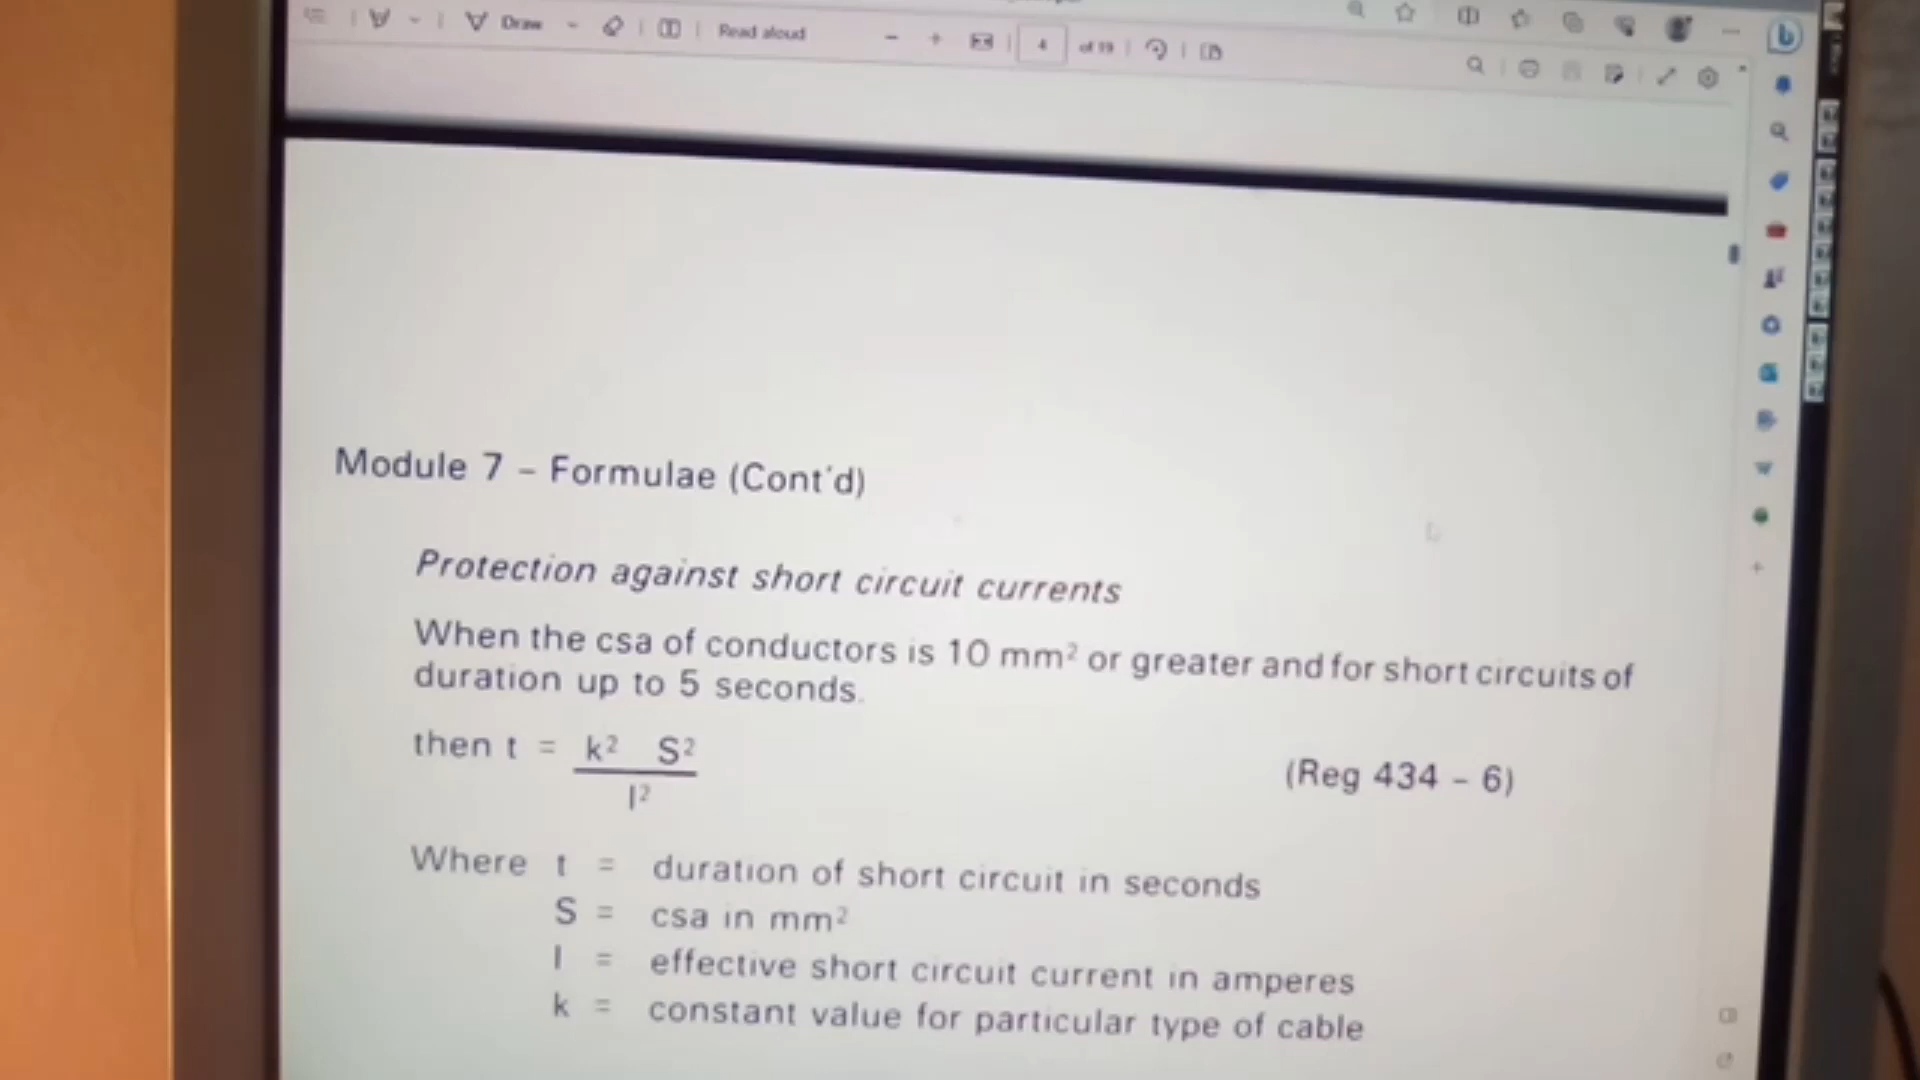 Draw
Read aloud
4 of 19
Module 7 – Formulae (Cont'd)
Protection against short circuit currents
When the csa of conductors is 10 mm² or greater and for short circuits of
duration up to 5 seconds.
then t = k² S²
I²
(Reg 434 – 6)
Where t = duration of short circuit in seconds
S = csa in mm²
I = effective short circuit current in amperes
k = constant value for particular type of cable